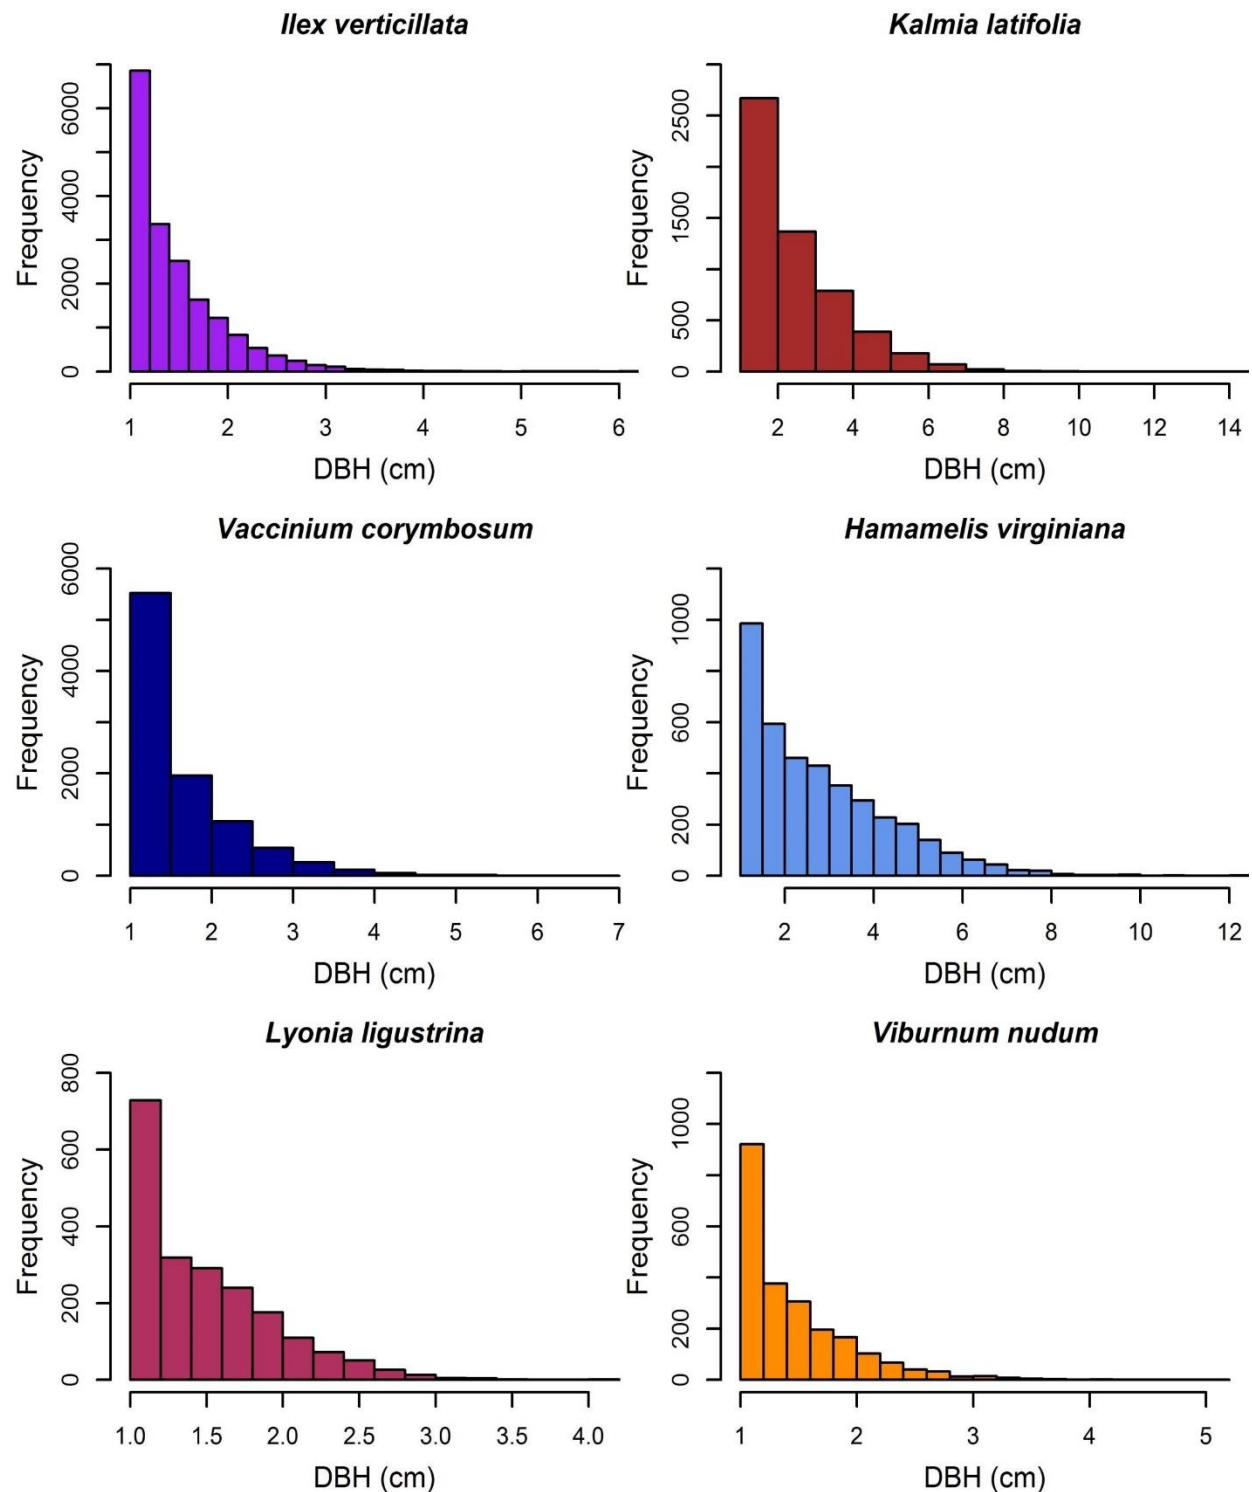 Ilex verticillata
Frequency
0 2000 4000 6000
1 2 3 4 5 6
DBH (cm)
Kalmia latifolia
Frequency
500 1500 2500
2 4 6 8 10 12 14
DBH (cm)
Vaccinium corymbosum
Frequency
0 2000 4000 6000
1 2 3 4 5 6 7
DBH (cm)
Hamamelis virginiana
Frequency
0 200 600 1000
2 4 6 8 10 12
DBH (cm)
Lyonia ligustrina
Frequency
0 200 400 600 800
1.0 1.5 2.0 2.5 3.0 3.5 4.0
DBH (cm)
Viburnum nudum
Frequency
0 200 600 1000
1 2 3 4 5
DBH (cm)